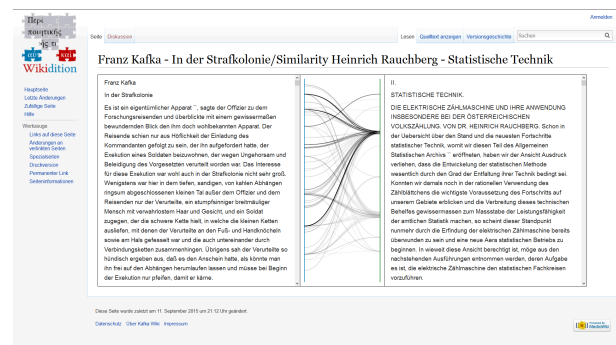 Περί
ποιητικῆς
ῆς τι
αὐτ καὶ
Wikidition
Hauptseite
Letzte Änderungen
Zufällige Seite
Hilfe
Werkzeuge
Links auf diese Seite
Änderungen an
verlinkten Seiten
Spezialseiten
Druckversion
Permanenter Link
Seiteninformationen
Anmelden
Seite Diskussion
Lesen Quelltext anzeigen Versionsgeschichte Suchen
Franz Kafka - In der Strafkolonie/Similarity Heinrich Rauchberg - Statistische Technik
Franz Kafka
In der Strafkolonie
Es ist ein eigentümlicher Apparat ¨, sagte der Offizier zu dem
Forschungsreisenden und überblickte mit einem gewissermaßen
bewundernden Blick den ihm doch wohlbekannten Apparat. Der
Reisende schien nur aus Höflichkeit der Einladung des
Kommandanten gefolgt zu sein, der ihn aufgefordert hatte, der
Exekution eines Soldaten beizuwohnen, der wegen Ungehorsam und
Beleidigung des Vorgesetzten verurteilt worden war. Das Interesse
für diese Exekution war wohl auch in der Strafkolonie nicht sehr groß.
Wenigstens war hier in dem tiefen, sandigen, von kahlen Abhängen
ringsum abgeschlossenen kleinen Tal außer dem Offizier und dem
Reisenden nur der Verurteilte, ein stumpfsinniger breitmäuliger
Mensch mit verwahrlostem Haar und Gesicht, und ein Soldat
zugegen, der die schwere Kette hielt, in welche die kleinen Ketten
ausliefen, mit denen der Verurteilte an den Fuß- und Handknöcheln
sowie am Hals gefesselt war und die auch untereinander durch
Verbindungsketten zusammenhingen. Übrigens sah der Verurteilte so
hündisch ergeben aus, daß es den Anschein hatte, als könnte man
ihn frei auf den Abhängen herumlaufen lassen und müsse bei Beginn
der Exekution nur pfeifen, damit er käme.
II.
STATISTISCHE TECHNIK.
DIE ELEKTRISCHE ZÄHLMASCHINE UND IHRE ANWENDUNG
INSBESONDERE BEI DER ÖSTERREICHISCHEN
VOLKSZÄHLUNG. VON DR. HEINRICH RAUCHBERG. Schon in
der Uebersicht über den Stand und die neuesten Fortschritte
statistischer Technik, womit wir diesen Teil des Allgemeinen
Statistischen Archivs ¨ eröffneten, haben wir der Ansicht Ausdruck
verliehen, dass die Entwickelung der statistischen Methode
wesentlich durch den Grad der Entfaltung ihrer Technik bedingt sei.
Konnten wir damals noch in der rationellen Verwendung des
Zählblättchens die wichtigste Voraussetzung des Fortschritts auf
unserem Gebiete erblicken und die Verbreitung dieses technischen
Behelfes gewissermassen zum Massstabe der Leistungsfähigkeit
der amtlichen Statistik machen, so scheint dieser Standpunkt
nunmehr durch die Erfindung der elektrischen Zählmaschinen bereits
überwunden zu sein und eine neue Aera statistischen Betriebs zu
beginnen. In wieweit diese Ansicht berechtigt ist, möge aus den
nachstehenden Ausführungen entnommen werden, deren Aufgabe
es ist, die elektrische Zählmaschine den statistischen Fachkreisen
vorzuführen.
Diese Seite wurde zuletzt am 11. September 2015 um 21:12 Uhr geändert.
Datenschutz Über Kafka Wiki Impressum
Powered by
MediaWiki